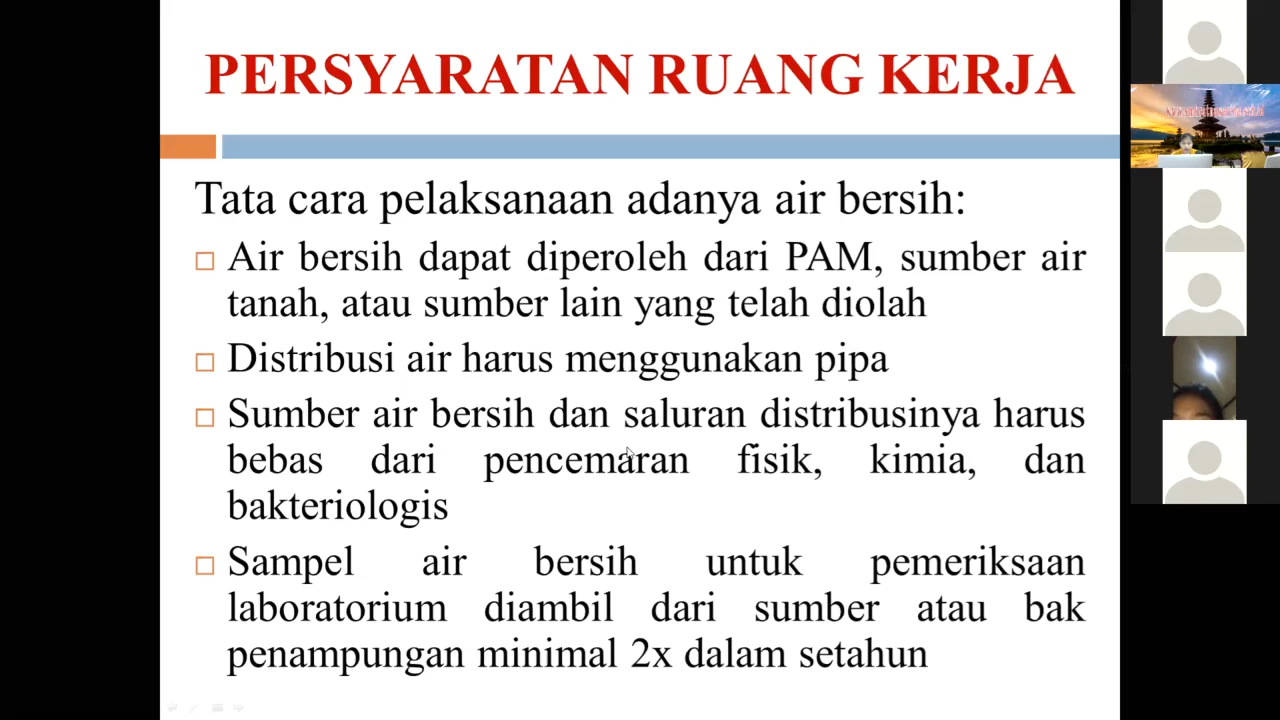 PERSYARATAN RUANG KERJA
Tata cara pelaksanaan adanya air bersih:
Air bersih dapat diperoleh dari PAM, sumber air
tanah, atau sumber lain yang telah diolah
Distribusi air harus menggunakan pipa
Sumber air bersih dan saluran distribusinya harus
bebas dari pencemaran fisik, kimia, dan
bakteriologis
Sampel air bersih untuk pemeriksaan
laboratorium diambil dari sumber atau bak
penampungan minimal 2x dalam setahun